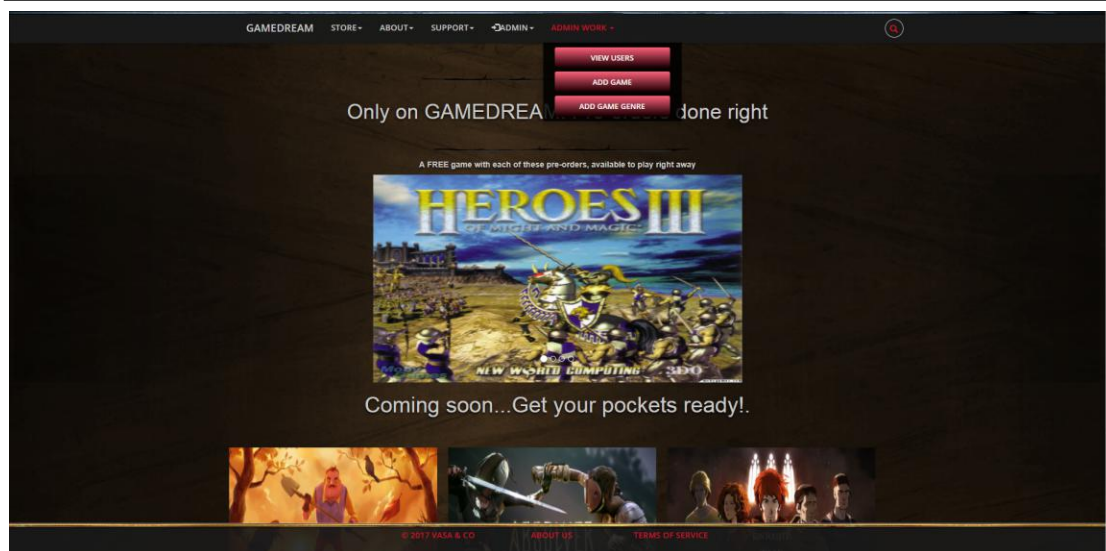 GAMEDREAM STORE ABOUT SUPPORT ADMIN ADMIN WORK
VIEW USERS
ADD GAME
ADD GAME GENRE
Only on GAMEDREA done right
A FREE game with each of these pre-orders, available to play right away
HEROES III
OF MIGHT AND MAGIC
NEW WORLD COMPUTING 3DO
Coming soon...Get your pockets ready!.
© 2017 VASA & CO ABOUT US TERMS OF SERVICE